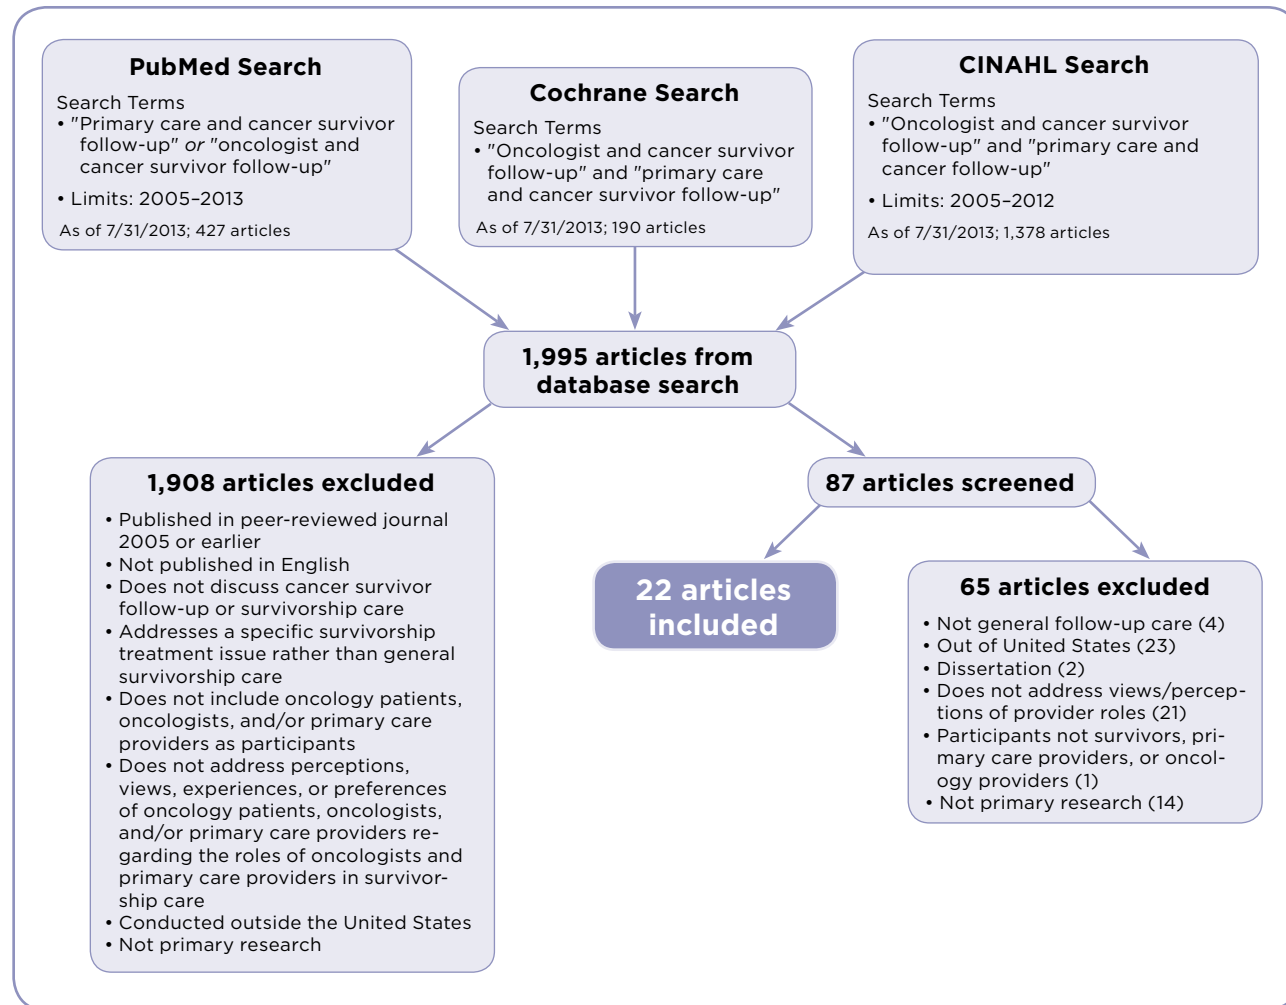 PubMed Search
Search Terms
• "Primary care and cancer survivor
follow-up" or "oncologist and
cancer survivor follow-up"
• Limits: 2005–2013
As of 7/31/2013; 427 articles
Cochrane Search
Search Terms
• "Oncologist and cancer survivor
follow-up" and "primary care
and cancer survivor follow-up"
As of 7/31/2013; 190 articles
CINAHL Search
Search Terms
• "Oncologist and cancer survivor
follow-up" and "primary care and
cancer follow-up"
• Limits: 2005–2012
As of 7/31/2013; 1,378 articles
1,995 articles from
database search
1,908 articles excluded
• Published in peer-reviewed journal
2005 or earlier
• Not published in English
• Does not discuss cancer survivor
follow-up or survivorship care
• Addresses a specific survivorship
treatment issue rather than general
survivorship care
• Does not include oncology patients,
oncologists, and/or primary care
providers as participants
• Does not address perceptions,
views, experiences, or preferences
of oncology patients, oncologists,
and/or primary care providers re-
garding the roles of oncologists and
primary care providers in survivor-
ship care
• Conducted outside the United States
• Not primary research
87 articles screened
22 articles
included
65 articles excluded
• Not general follow-up care (4)
• Out of United States (23)
• Dissertation (2)
• Does not address views/percep-
tions of provider roles (21)
• Participants not survivors, pri-
mary care providers, or oncol-
ogy providers (1)
• Not primary research (14)